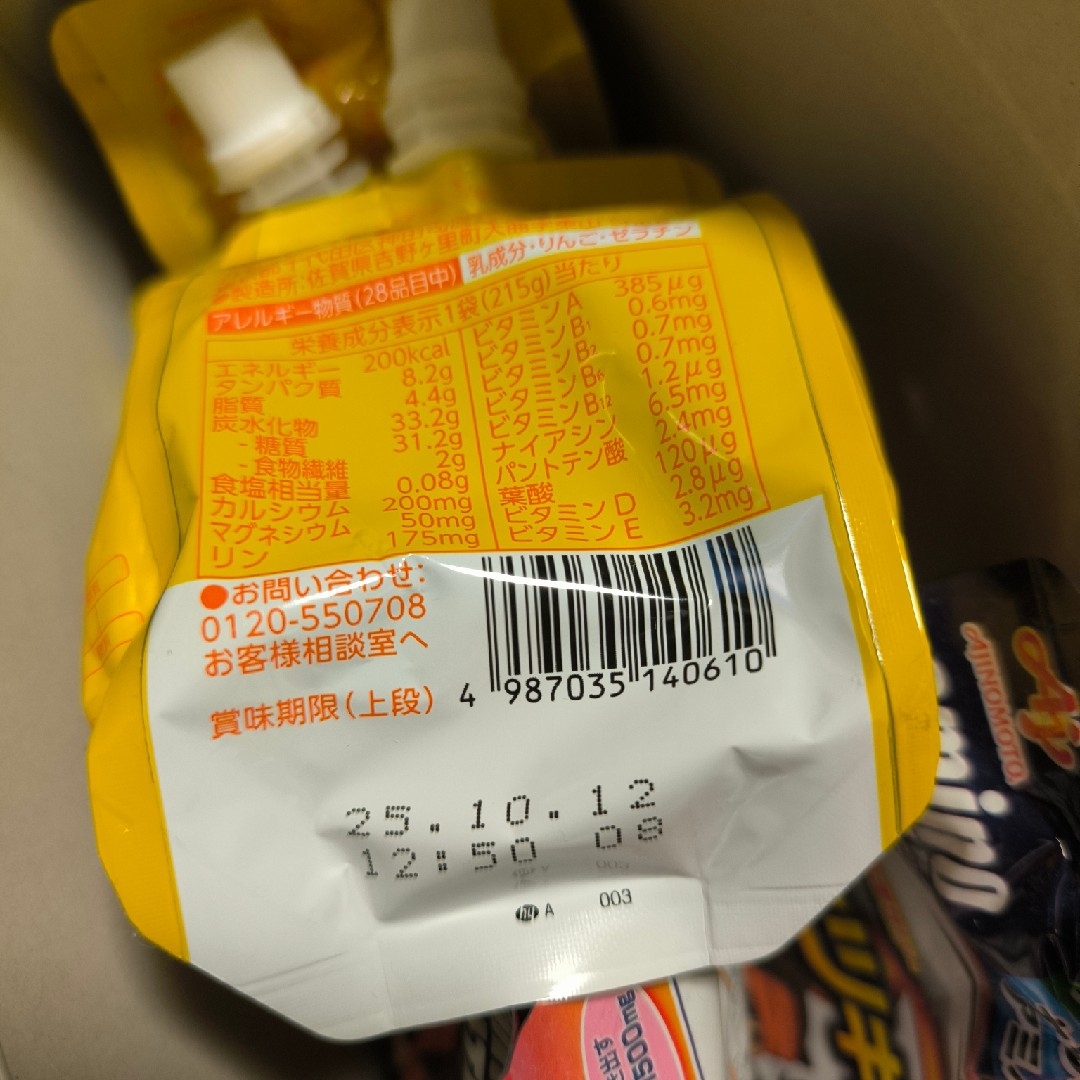 製造所:佐賀県吉野ヶ里町大曲字東山
アレルギー物質(28品目中) 乳成分・りんご・ゼラチン
栄養成分表示1袋(215g)当たり
エネルギー 200kcal
タンパク質 8.2g
脂質 4.4g
炭水化物 33.2g
- 糖質 31.2g
- 食物繊維 2g
食塩相当量 0.08g
カルシウム 200mg
マグネシウム 50mg
リン 175mg
ビタミンA 385μg
ビタミンB1 0.6mg
ビタミンB2 0.7mg
ビタミンB6 0.7mg
ビタミンB12 1.2μg
ナイアシン 6.5mg
パントテン酸 2.4mg
葉酸 120μg
ビタミンD 2.8μg
ビタミンE 3.2mg
●お問い合わせ:
0120-550708
お客様相談室へ
賞味期限(上段)
4 987035 140610
25.10.12
12:50 08
A 003
AJINOMOTO
amino
1500mg